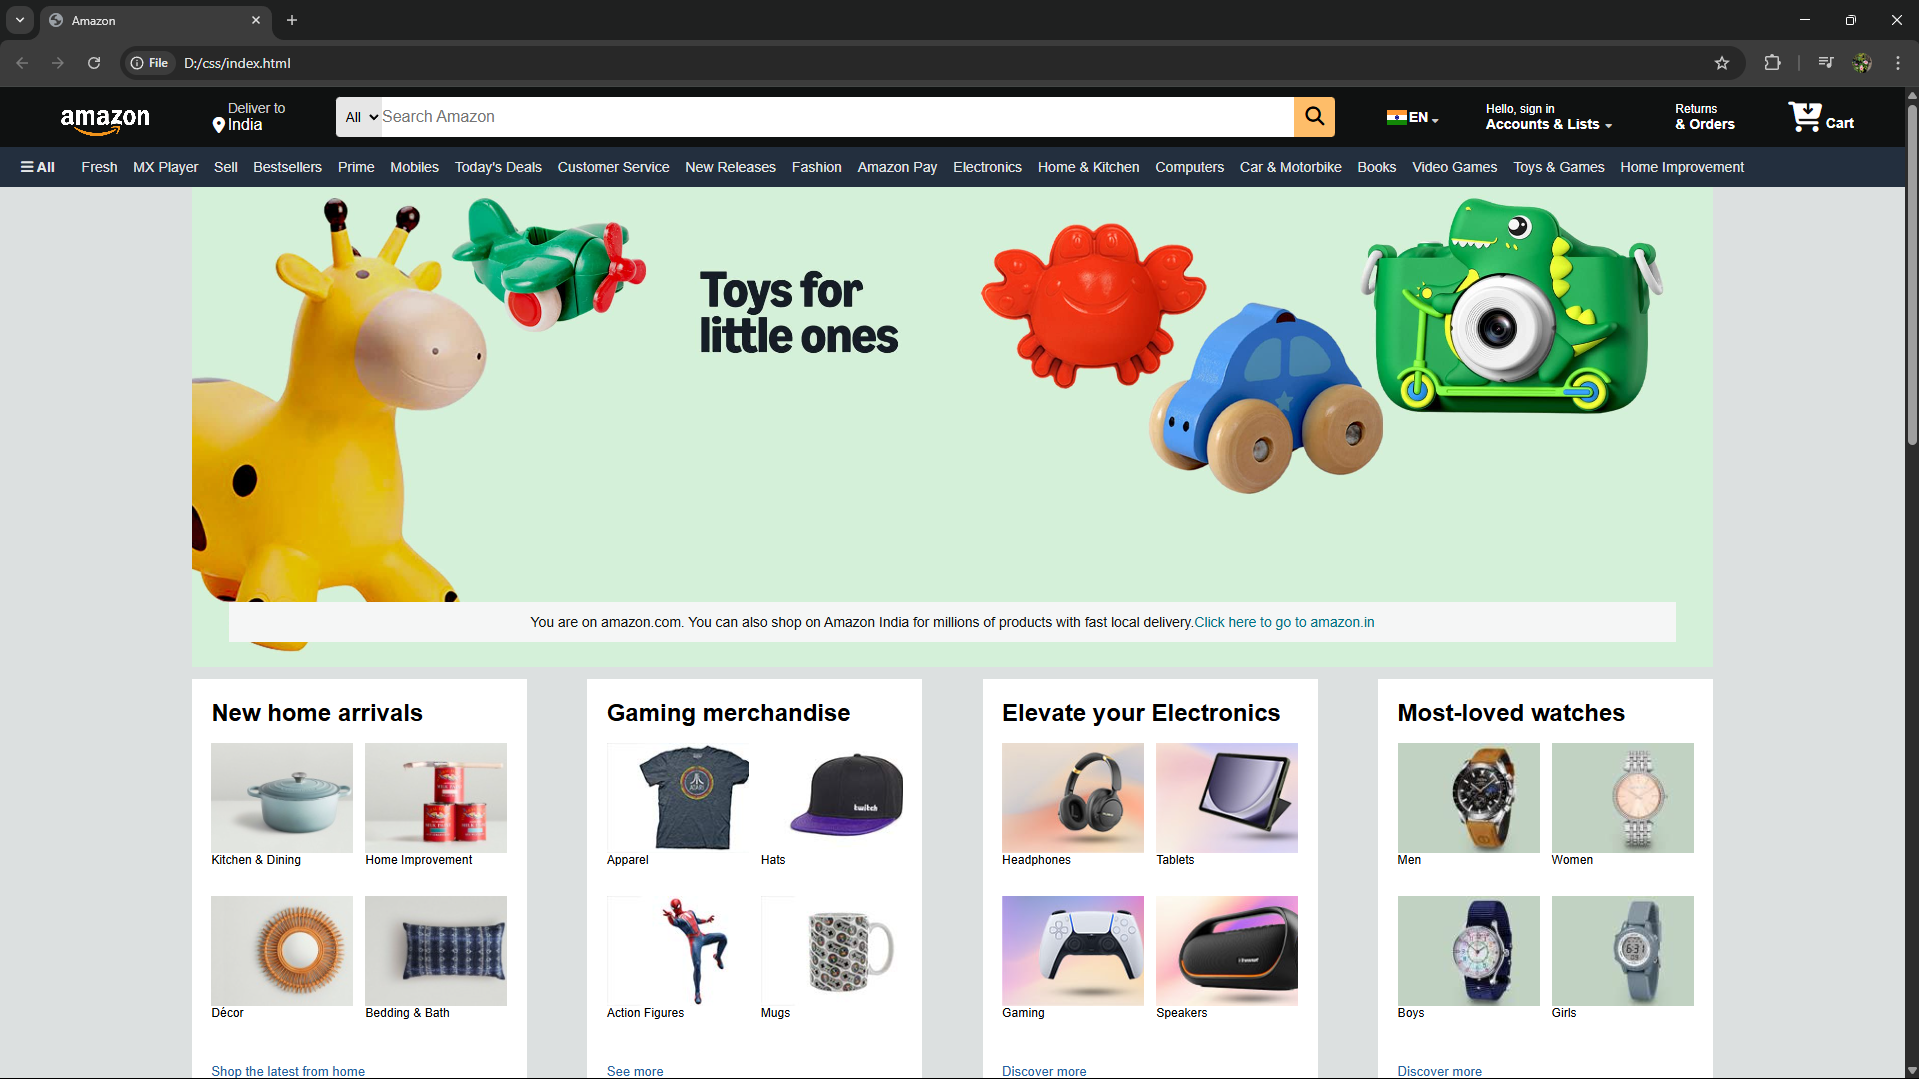 Amazon
File D:/css/index.html
amazon
Deliver to
India
All Search Amazon
EN
Hello, sign in
Accounts & Lists
Returns
& Orders
Cart
All Fresh MX Player Sell Bestsellers Prime Mobiles Today's Deals Customer Service New Releases Fashion Amazon Pay Electronics Home & Kitchen Computers Car & Motorbike Books Video Games Toys & Games Home Improvement
Toys for
little ones
You are on amazon.com. You can also shop on Amazon India for millions of products with fast local delivery.Click here to go to amazon.in
New home arrivals
Kitchen & Dining Home Improvement
Décor Bedding & Bath
Shop the latest from home
Gaming merchandise
ATARI
twitch
Apparel Hats
Action Figures Mugs
See more
Elevate your Electronics
Headphones Tablets
Gaming Speakers
Discover more
Most-loved watches
Men Women
6:31
Boys Girls
Discover more